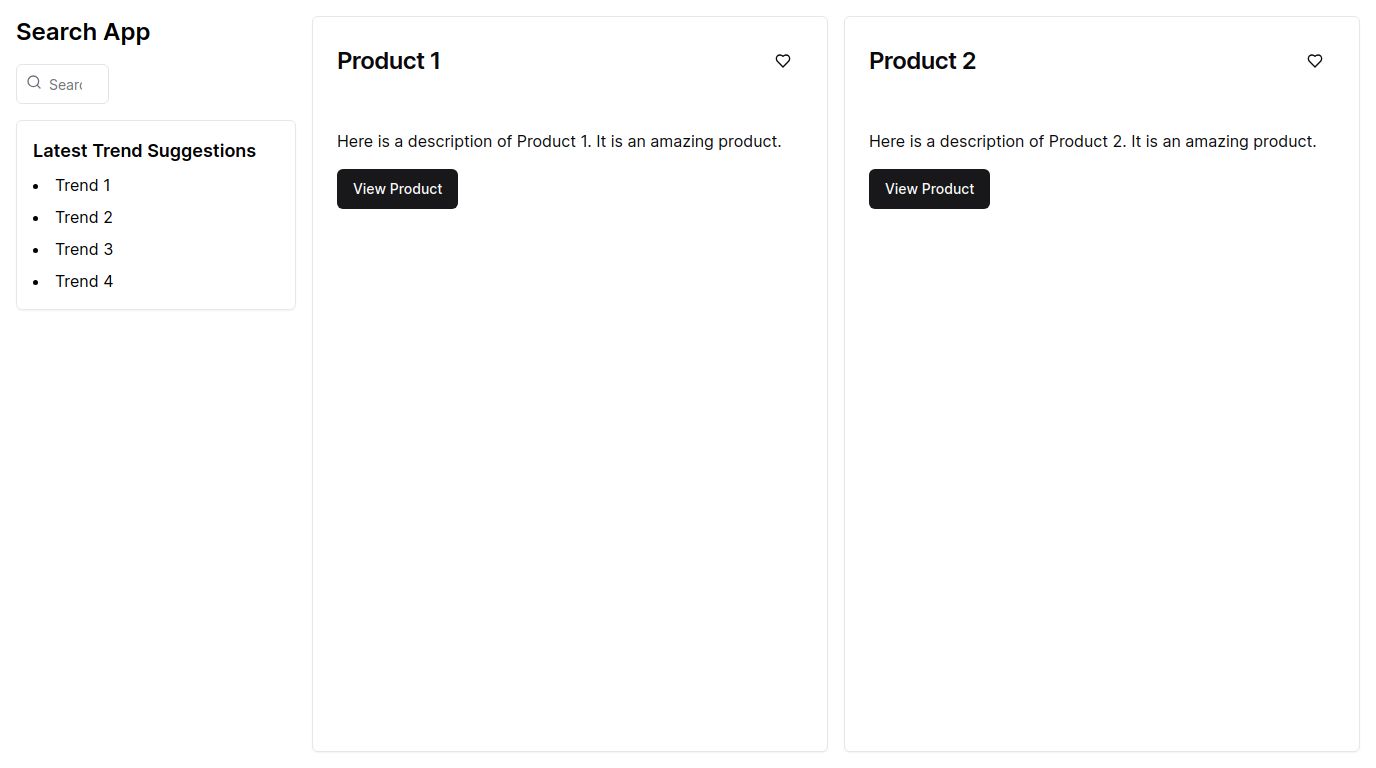 Search App
Sear
Latest Trend Suggestions
Trend 1
Trend 2
Trend 3
Trend 4
Product 1
Here is a description of Product 1. It is an amazing product.
View Product
Product 2
Here is a description of Product 2. It is an amazing product.
View Product